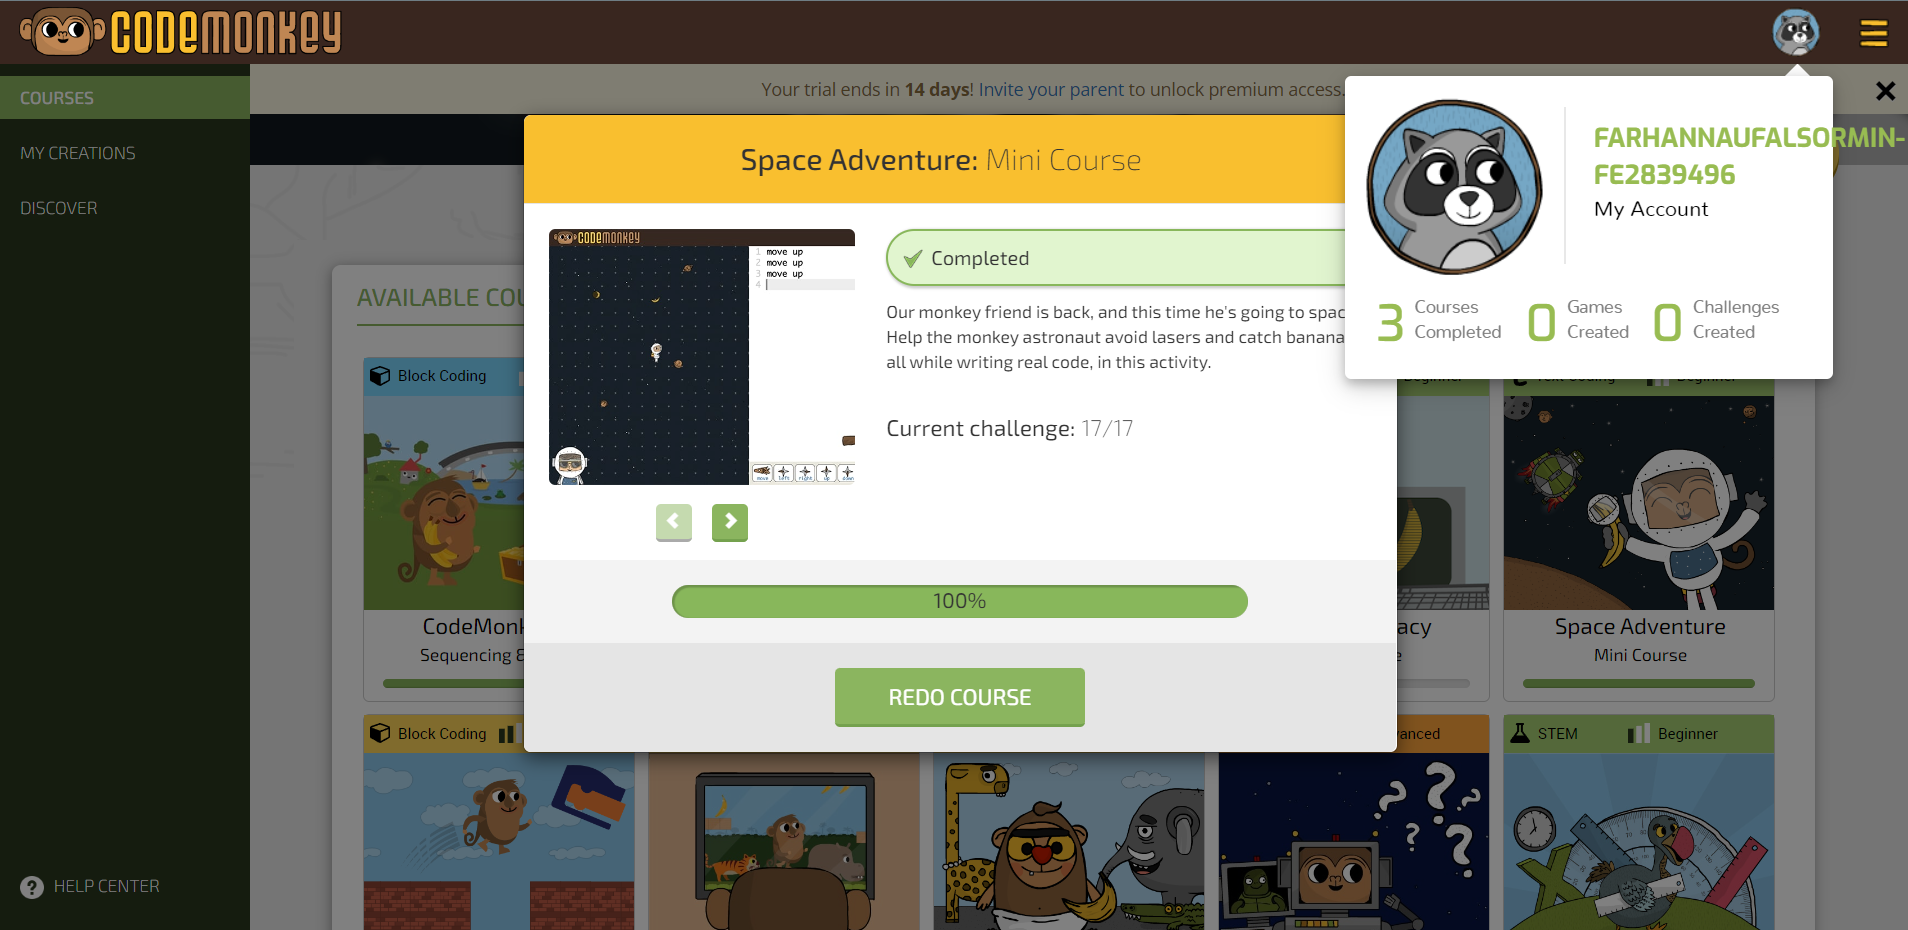 CODEMONKEY
COURSES
MY CREATIONS
DISCOVER
HELP CENTER
Your trial ends in 14 days! Invite your parent to unlock premium access.
FARHANNAUFALSORMIN-
FE2839496
My Account
3 Courses Completed
0 Games Created
0 Challenges Created
Space Adventure: Mini Course
CODEMONKEY
1 move up
2 move up
3 move up
4
move left right up down
Completed
Our monkey friend is back, and this time he's going to spac
Help the monkey astronaut avoid lasers and catch banana
all while writing real code, in this activity.
Current challenge: 17/17
100%
REDO COURSE
AVAILABLE COU
Block Coding
CodeMonk
Sequencing &
acy
Space Adventure
Mini Course
Block Coding
anced
STEM
Beginner